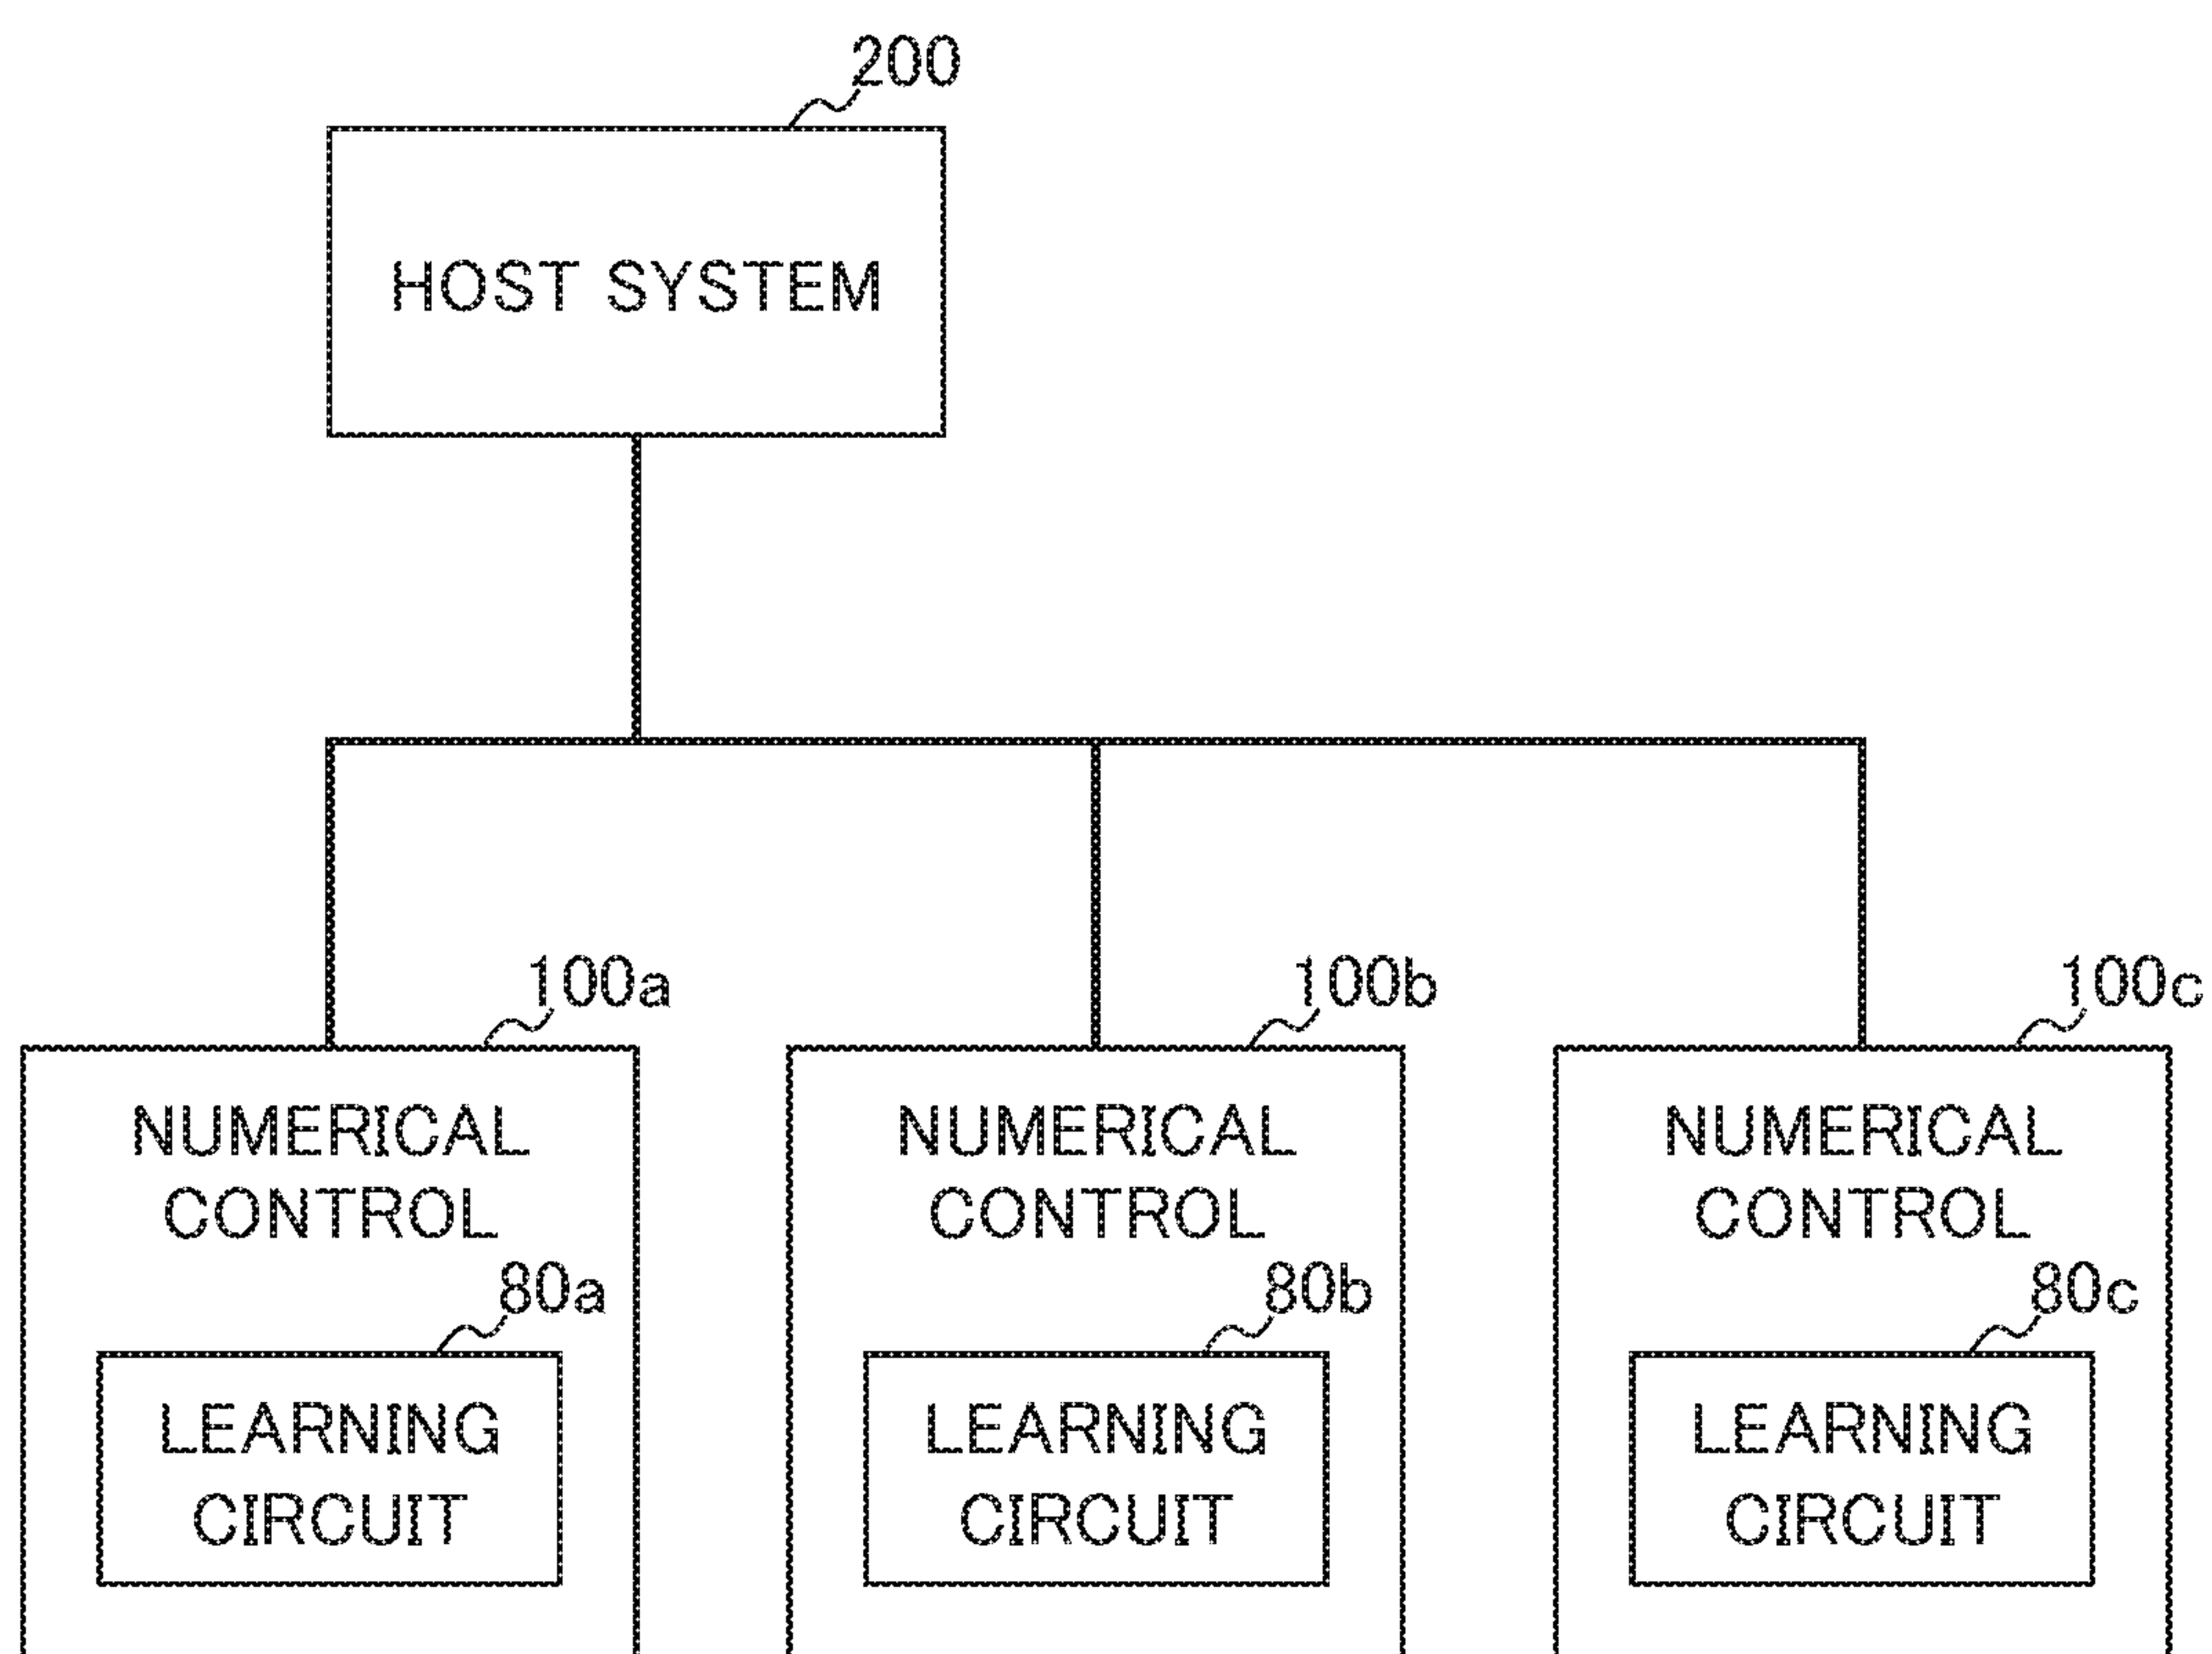 200
HOST SYSTEM
100a
100b
100c
NUMERICAL
CONTROL
80a
LEARNING
CIRCUIT
NUMERICAL
CONTROL
80b
LEARNING
CIRCUIT
NUMERICAL
CONTROL
80c
LEARNING
CIRCUIT